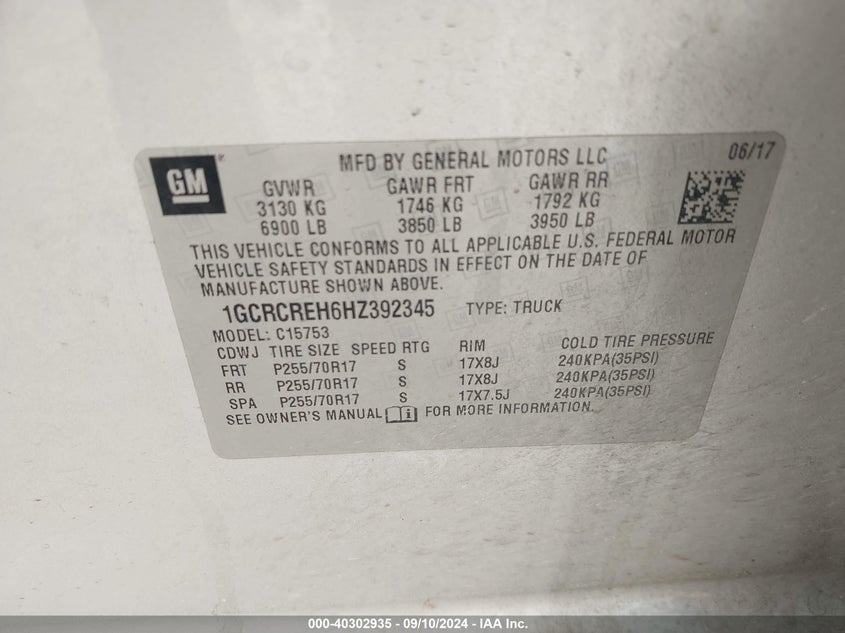 GM
MFD BY GENERAL MOTORS LLC 06/17
GVWR GAWR FRT GAWR RR
3130 KG 1746 KG 1792 KG
6900 LB 3850 LB 3950 LB
THIS VEHICLE CONFORMS TO ALL APPLICABLE U.S. FEDERAL MOTOR
VEHICLE SAFETY STANDARDS IN EFFECT ON THE DATE OF
MANUFACTURE SHOWN ABOVE.
1GCRCREH6HZ392345 TYPE: TRUCK
MODEL: C15753
CDWJ TIRE SIZE SPEED RTG RIM COLD TIRE PRESSURE
FRT P255/70R17 S 17X8J 240KPA(35PSI)
RR P255/70R17 S 17X8J 240KPA(35PSI)
SPA P255/70R17 S 17X7.5J 240KPA(35PSI)
SEE OWNER'S MANUAL FOR MORE INFORMATION.
000-40302935 - 09/10/2024 - IAA Inc.